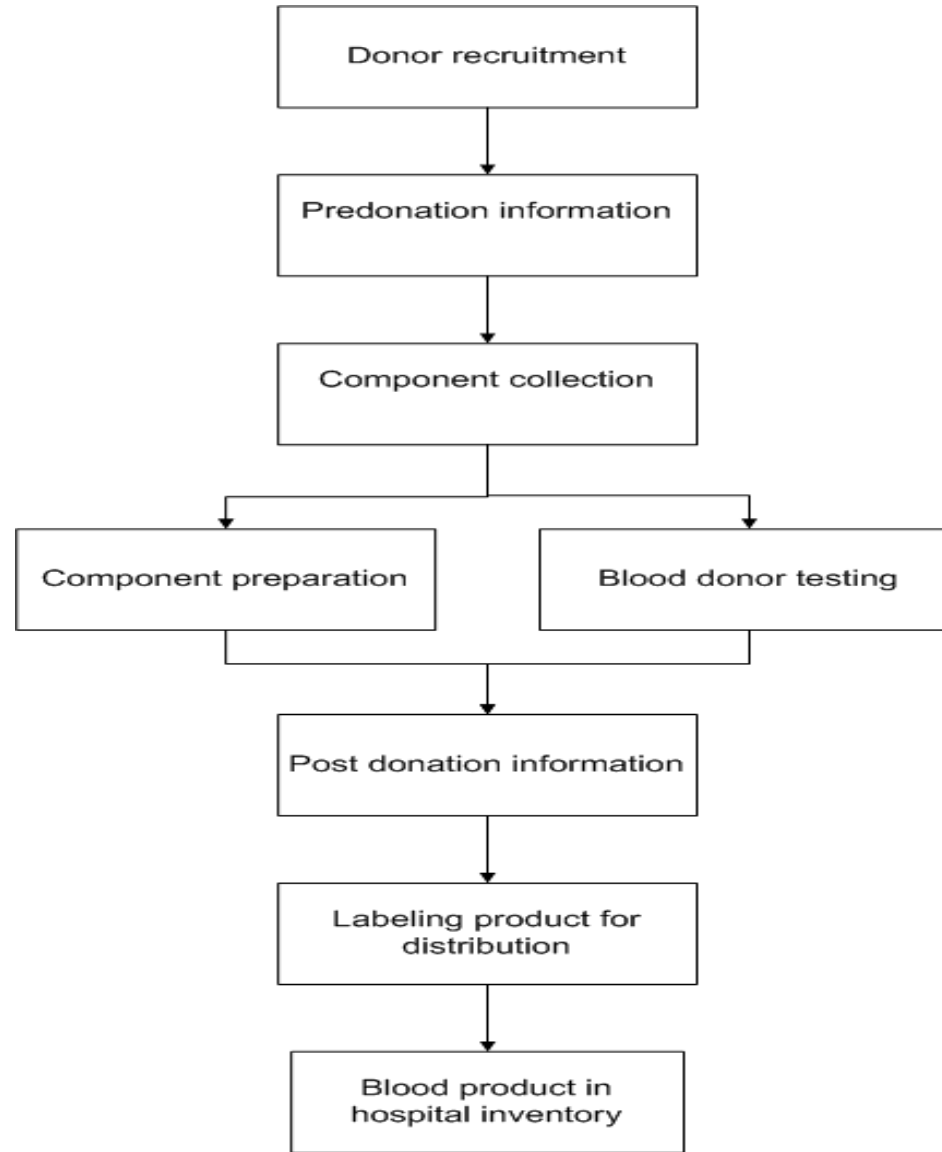 Donor recruitment
Predonation information
Component collection
Component preparation
Blood donor testing
Post donation information
Labeling product for
distribution
Blood product in
hospital inventory